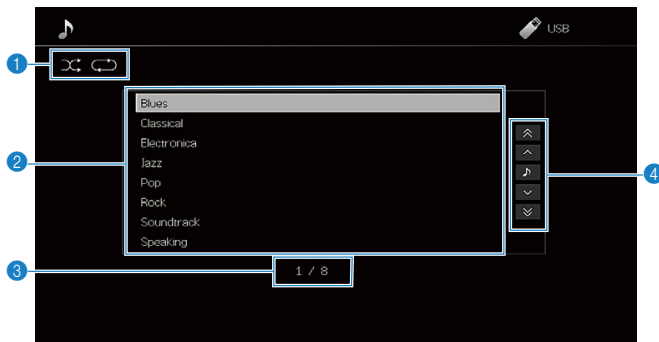 USB
1
Blues
Classical
Electronica
2
Jazz
4
Pop
Rock
Soundtrack
Speaking
3
1 / 8